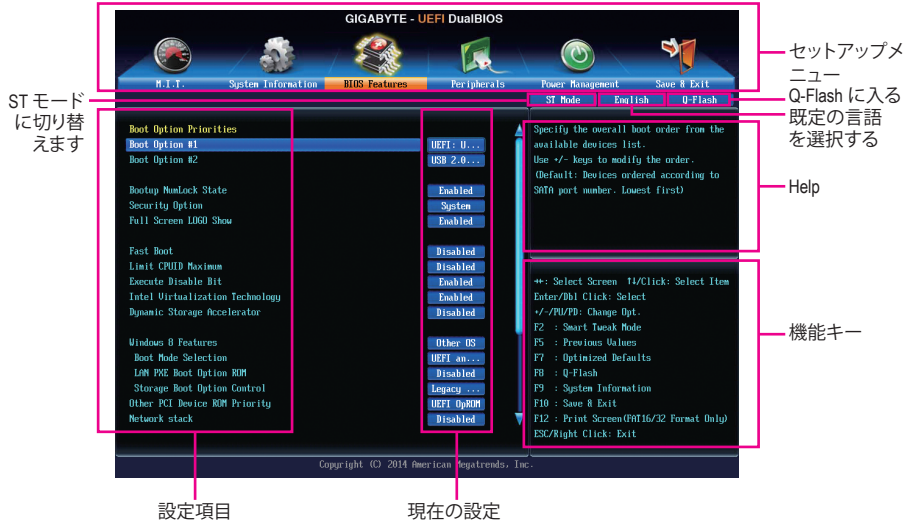 GIGABYTE - UEFI DualBIOS
M.I.T.
System Information
BIOS Features
Peripherals
Power Management
Save & Exit
セットアップメ
ニュー
ST モード
に切り替
えます
ST Mode
English
Q-Flash
Q-Flash に入る
既定の言語
を選択する
Boot Option Priorities
Boot Option #1 UEFI: U...
Boot Option #2 USB 2.0...
Bootup NumLock State Enabled
Security Option System
Full Screen LOGO Show Enabled
Fast Boot Disabled
Limit CPUID Maximum Disabled
Execute Disable Bit Enabled
Intel Virtualization Technology Enabled
Dynamic Storage Accelerator Disabled
Windows 8 Features Other OS
Boot Mode Selection UEFI an...
LAN PXE Boot Option ROM Disabled
Storage Boot Option Control Legacy ...
Other PCI Device ROM Priority UEFI OpROM
Network stack Disabled
Specify the overall boot order from the
available devices list.
Use +/- keys to modify the order.
(Default: Devices ordered according to
SATA port number. Lowest first)
Help
→←: Select Screen ↑↓/Click: Select Item
Enter/Dbl Click: Select
+/-/PU/PD: Change Opt.
F2 : Smart Tweak Mode
F5 : Previous Values
F7 : Optimized Defaults
F8 : Q-Flash
F9 : System Information
F10 : Save & Exit
F12 : Print Screen(FAT16/32 Format Only)
ESC/Right Click: Exit
機能キー
Copyright (C) 2014 American Megatrends, Inc.
設定項目
現在の設定